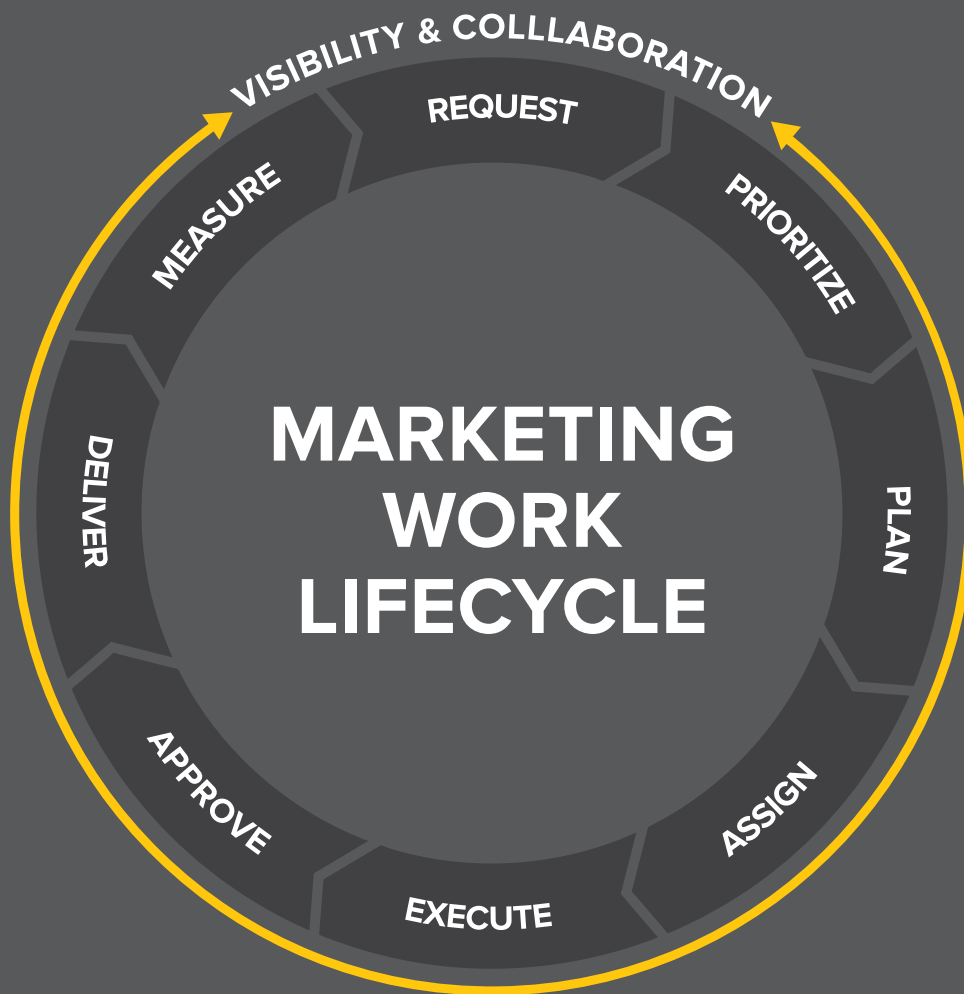 VISIBILITY & COLLLABORATION
REQUEST
PRIORITIZE
PLAN
ASSIGN
EXECUTE
APPROVE
DELIVER
MEASURE
MARKETING
WORK
LIFECYCLE